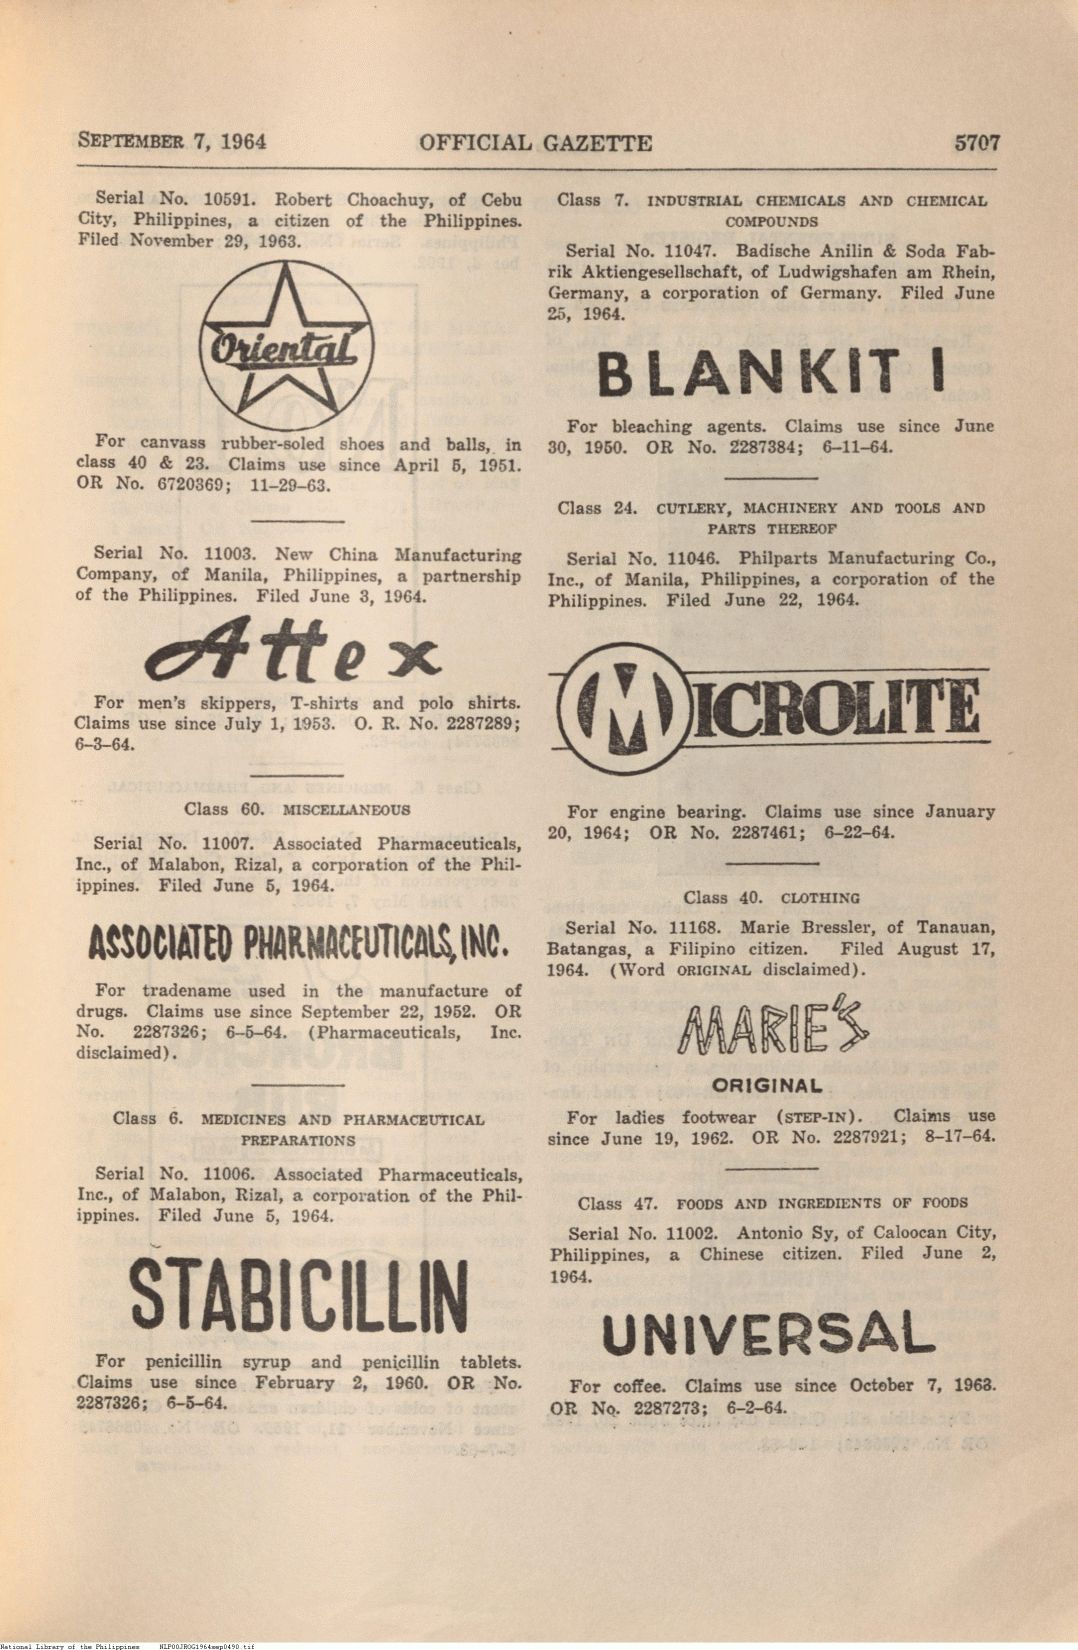 SEPTEMBER 7, 1964 OFFICIAL GAZETTE 5707
Serial No. 10591. Robert Choachuy, of Cebu
City, Philippines, a citizen of the Philippines.
Filed November 29, 1963.
Oriental
For canvass rubber-soled shoes and balls, in
class 40 & 23. Claims use since April 5, 1951.
OR No. 6720369; 11-29-63.
Serial No. 11003. New China Manufacturing
Company, of Manila, Philippines, a partnership
of the Philippines. Filed June 3, 1964.
Attex
For men's skippers, T-shirts and polo shirts.
Claims use since July 1, 1953. O. R. No. 2287289;
6-3-64.
Class 60. MISCELLANEOUS
Serial No. 11007. Associated Pharmaceuticals,
Inc., of Malabon, Rizal, a corporation of the Phil-
ippines. Filed June 5, 1964.
ASSOCIATED PHARMACEUTICALS, INC.
For tradename used in the manufacture of
drugs. Claims use since September 22, 1952. OR
No. 2287326; 6-5-64. (Pharmaceuticals, Inc.
disclaimed).
Class 6. MEDICINES AND PHARMACEUTICAL
PREPARATIONS
Serial No. 11006. Associated Pharmaceuticals,
Inc., of Malabon, Rizal, a corporation of the Phil-
ippines. Filed June 5, 1964.
STABICILLIN
For penicillin syrup and penicillin tablets.
Claims use since February 2, 1960. OR No.
2287326; 6-5-64.
Class 7. INDUSTRIAL CHEMICALS AND CHEMICAL
COMPOUNDS
Serial No. 11047. Badische Anilin & Soda Fab-
rik Aktiengesellschaft, of Ludwigshafen am Rhein,
Germany, a corporation of Germany. Filed June
25, 1964.
BLANKIT I
For bleaching agents. Claims use since June
30, 1950. OR No. 2287384; 6-11-64.
Class 24. CUTLERY, MACHINERY AND TOOLS AND
PARTS THEREOF
Serial No. 11046. Philparts Manufacturing Co.,
Inc., of Manila, Philippines, a corporation of the
Philippines. Filed June 22, 1964.
MICROLITE
For engine bearing. Claims use since January
20, 1964; OR No. 2287461; 6-22-64.
Class 40. CLOTHING
Serial No. 11168. Marie Bressler, of Tanauan,
Batangas, a Filipino citizen. Filed August 17,
1964. (Word ORIGINAL disclaimed).
MARIE'S
ORIGINAL
For ladies footwear (STEP-IN). Claims use
since June 19, 1962. OR No. 2287921; 8-17-64.
Class 47. FOODS AND INGREDIENTS OF FOODS
Serial No. 11002. Antonio Sy, of Caloocan City,
Philippines, a Chinese citizen. Filed June 2,
1964.
UNIVERSAL
For coffee. Claims use since October 7, 1963.
OR No. 2287273; 6-2-64.
National Library of the Philippines NLP00JROG1964sep0490.tif